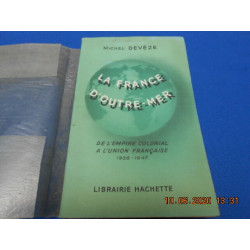 MICHEL DEVÈZE
LA FRANCE
D'OUTRE-MER
DE L'EMPIRE COLONIAL
A L'UNION FRANÇAISE
1938-1947
LIBRAIRIE HACHETTE